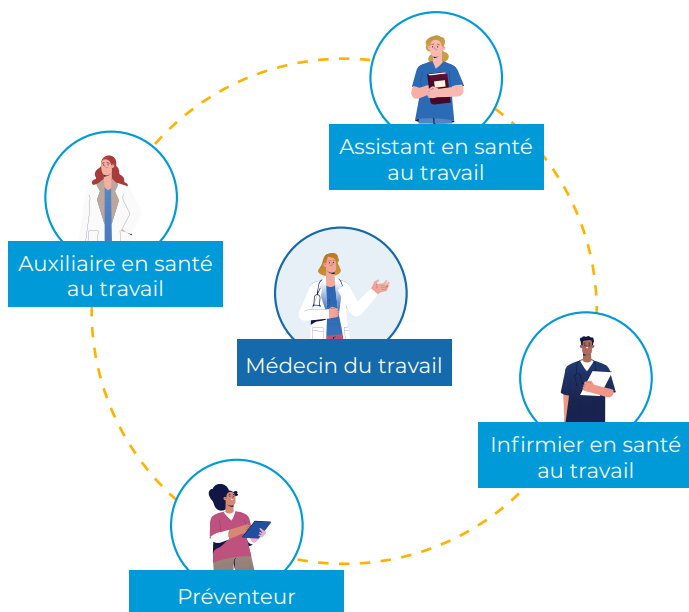 Assistant en santé
au travail
Auxiliaire en santé
au travail
Médecin du travail
Infirmier en santé
au travail
Préventeur